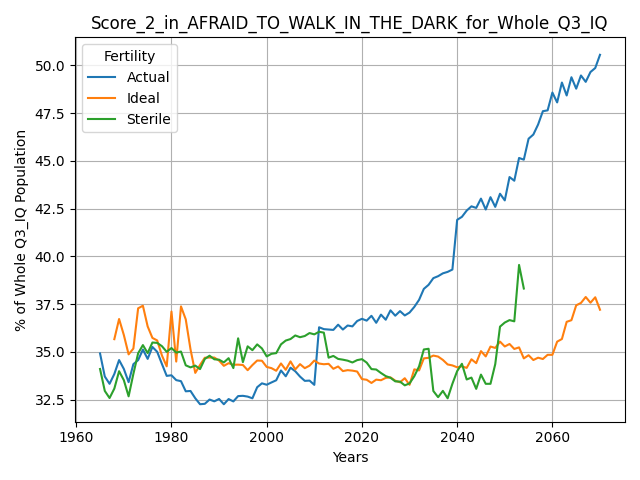 Score_2_in_AFRAID_TO_WALK_IN_THE_DARK_for_Whole_Q3_IQ
Fertility
Actual
Ideal
Sterile
% of Whole Q3_IQ Population
50.0
47.5
45.0
42.5
40.0
37.5
35.0
32.5
1960
1980
2000
2020
2040
2060
Years